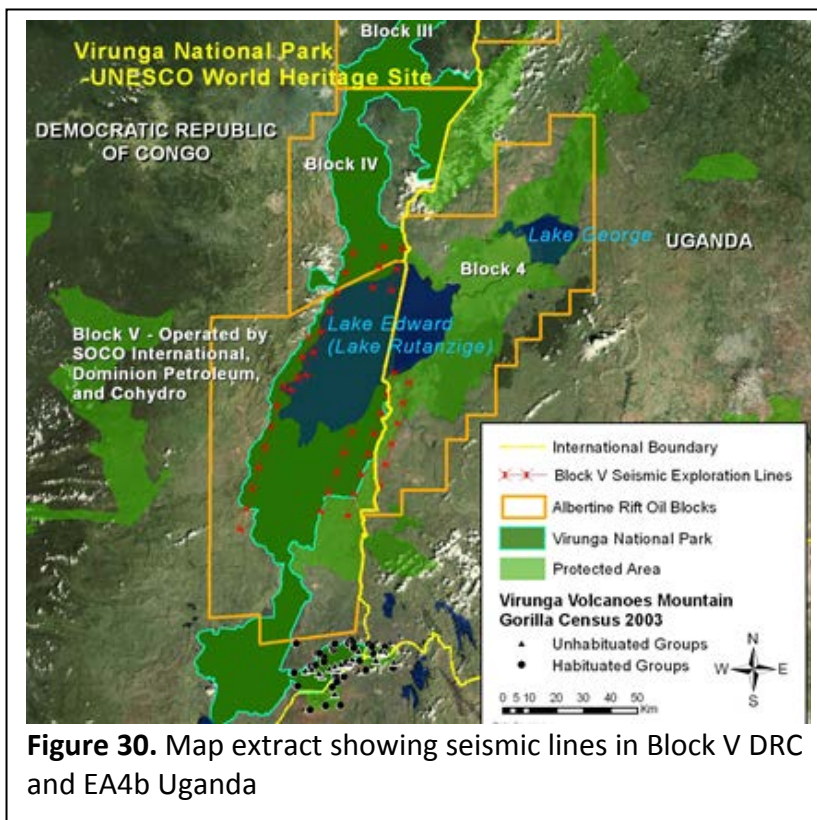 Block III
Virunga National Park
-UNESCO World Heritage Site
DEMOCRATIC REPUBLIC
OF CONGO
Block IV
Lake George
UGANDA
Block 4
Lake Edward
(Lake Rutanzige)
Block V - Operated by
SOCO International,
Dominion Petroleum,
and Cohydro
International Boundary
Block V Seismic Exploration Lines
Albertine Rift Oil Blocks
Virunga National Park
Protected Area
Virunga Volcanoes Mountain
Gorilla Census 2003
Unhabituated Groups
Habituated Groups
N
W E
S
0 5 10 20 30 40 50
Km
Figure 30. Map extract showing seismic lines in Block V DRC
and EA4b Uganda